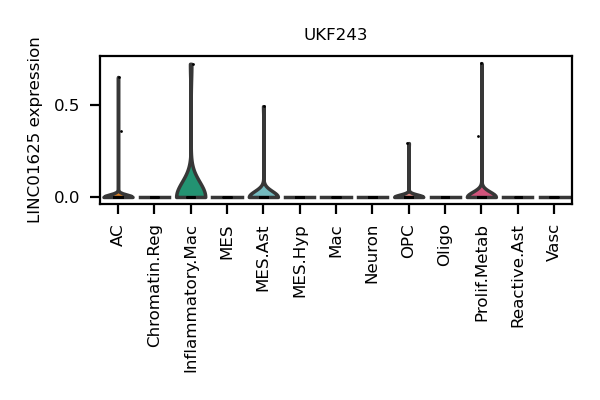 UKF243
LINC01625 expression
0.5
0.0
AC
Chromatin.Reg
Inflammatory.Mac
MES
MES.Ast
MES.Hyp
Mac
Neuron
OPC
Oligo
Prolif.Metab
Reactive.Ast
Vasc